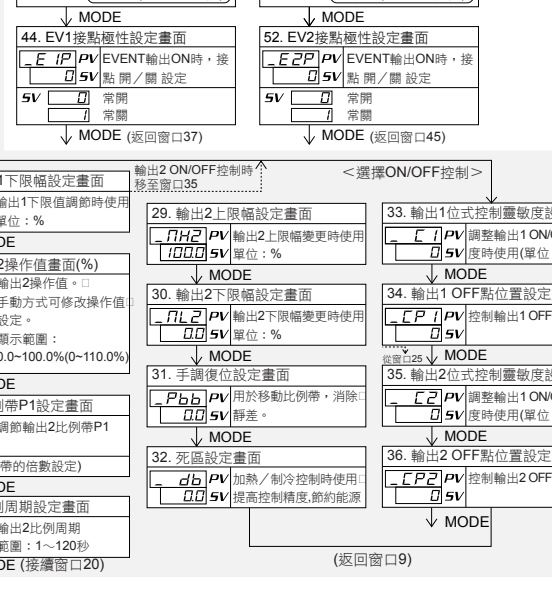 MODE
44. EV1接點極性設定畫面
_E1P PV EVENT輸出ON時，接
0 SV 點 開／關 設定
SV 0 常開
1 常關
MODE (返回窗口37)
MODE
52. EV2接點極性設定畫面
_E2P PV EVENT輸出ON時，接
0 SV 點 開／關 設定
SV 0 常開
1 常關
MODE (返回窗口45)
1下限幅設定畫面
輸出1下限值調節時使用
單位：%
DE
2操作值畫面(%)
輸出2操作值。
手動方式可修改操作值
設定。
顯示範圍：
0.0~100.0%(0~110.0%)
DE
例帶P1設定畫面
調節輸出2比例帶P1
帶的倍數設定)
DE
例周期設定畫面
輸出2比例周期
範圍：1～120秒
DE (接續窗口20)
輸出2 ON/OFF控制時
移至窗口35
29. 輸出2上限幅設定畫面
_ПH2 PV 輸出2上限幅變更時使用
100.0 SV 單位：%
MODE
30. 輸出2下限幅設定畫面
_ПL2 PV 輸出2下限幅變更時使用
0.0 SV 單位：%
MODE
31. 手調復位設定畫面
_Pbb PV 用於移動比例帶，消除
0.0 SV 靜差。
MODE
32. 死區設定畫面
_ db PV 加熱／制冷控制時使用
0.0 SV 提高控制精度,節約能源
＜選擇ON/OFF控制＞
33. 輸出1位式控制靈敏度設
_ C1 PV 調整輸出1 ON/
0 SV 度時使用(單位
MODE
34. 輸出1 OFF點位置設定
_CP1 PV 控制輸出1 OFF
0 SV
從窗口25 MODE
35. 輸出2位式控制靈敏度設
_ C2 PV 調整輸出2 ON/
0 SV 度時使用(單位
MODE
36. 輸出2 OFF點位置設定
_CP2 PV 控制輸出2 OFF
0 SV
MODE
(返回窗口9)